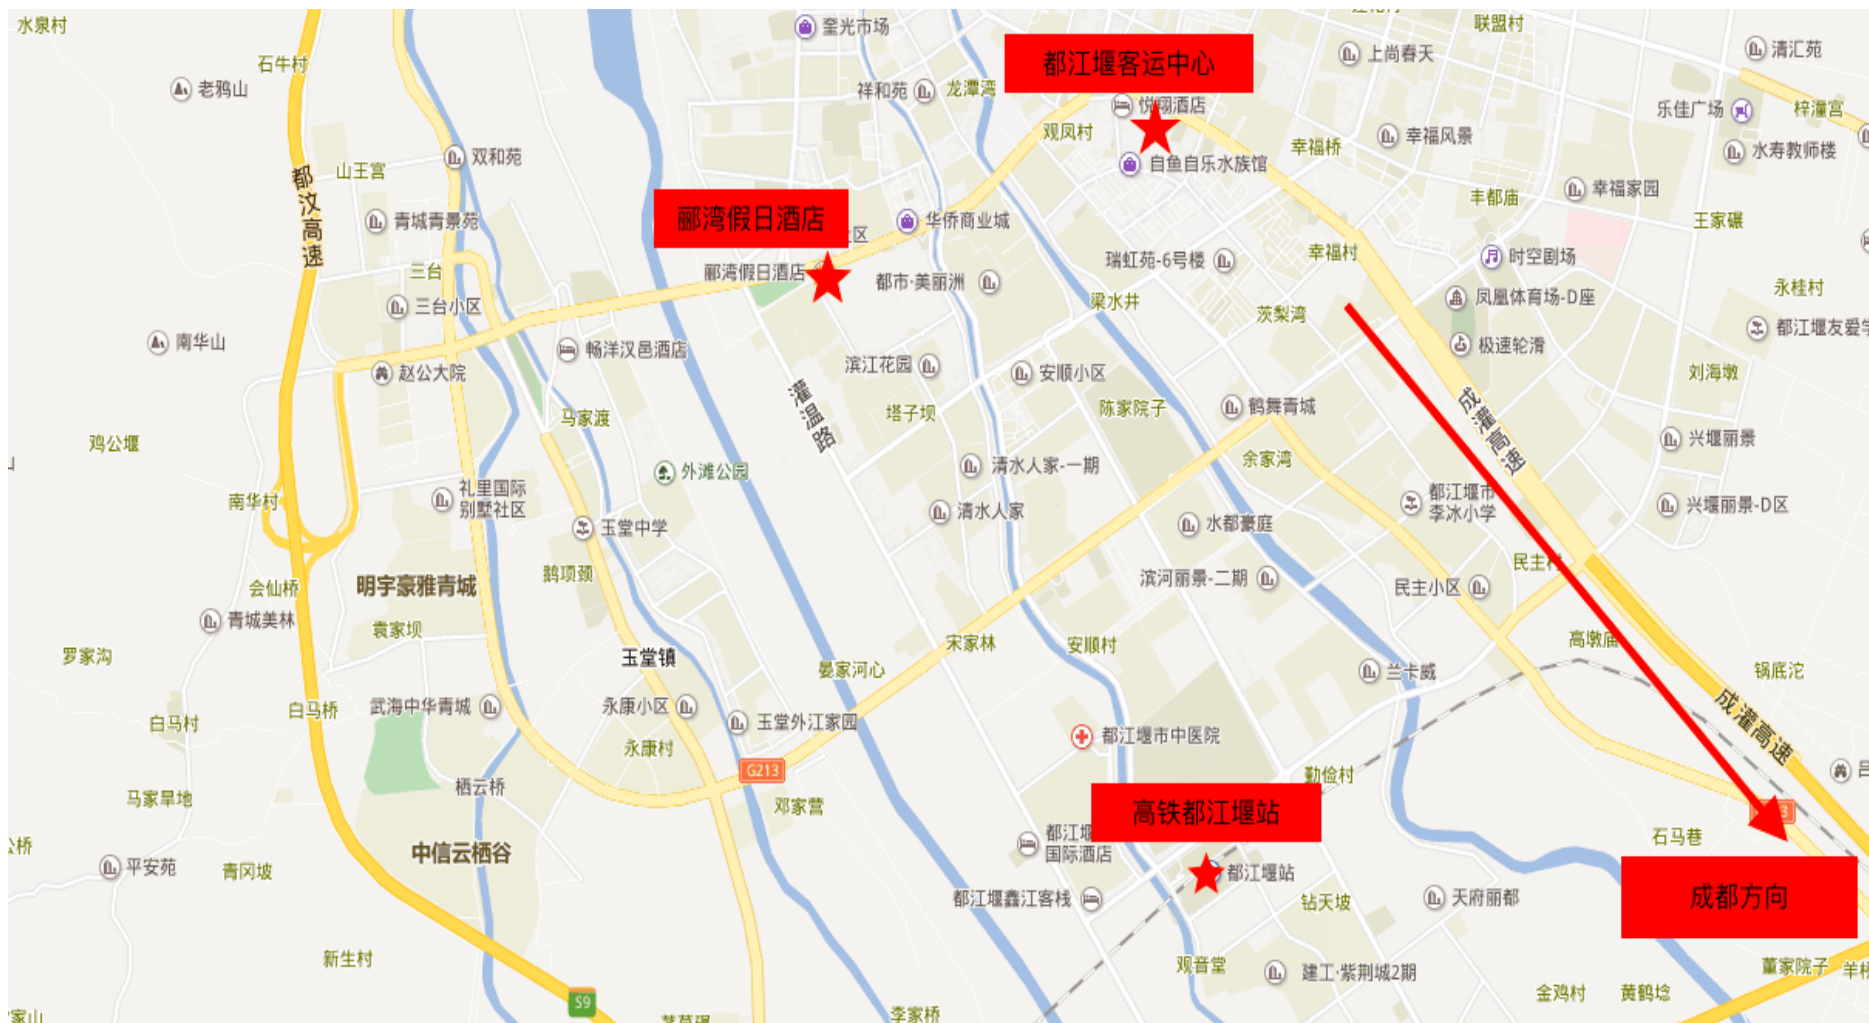 水泉村
奎光市场
联盟村
清汇苑
上尚春天
石牛村
都江堰客运中心
老鸦山
祥和苑
龙潭湾
悦翔酒店
乐佳广场
梓潼宫
观凤村
幸福桥
幸福风景
水寿教师楼
双和苑
山王宫
自鱼自乐水族馆
都汶高速
幸福家园
丰都庙
郦湾假日酒店
青城青景苑
华侨商业城
王家碾
区
幸福村
时空剧场
三台
郦湾假日酒店
都市·美丽洲
瑞虹苑-6号楼
永桂村
三台小区
梁水井
茨梨湾
凤凰体育场-D座
都江堰友爱学
南华山
畅洋汉邑酒店
极速轮滑
赵公大院
滨江花园
安顺小区
刘海墩
灌温路
马家渡
塔子坝
陈家院子
鹤舞青城
成灌高速
鸡公堰
兴堰丽景
外滩公园
清水人家-一期
余家湾
南华村
礼里国际
别墅社区
都江堰市
李冰小学
清水人家
水都豪庭
兴堰丽景-D区
玉堂中学
民主村
会仙桥
明宇豪雅青城
鹅项颈
滨河丽景-二期
民主小区
青城美林
袁家坝
宋家林
安顺村
高墩庙
罗家沟
玉堂镇
晏家河心
兰卡威
锅底沱
白马村
白马桥
武海中华青城
永康小区
玉堂外江家园
都江堰市中医院
成灌高速
永康村
G213
勤俭村
马家旱地
栖云桥
邓家营
高铁都江堰站
3
石马巷
公桥
中信云栖谷
都江堰
国际酒店
平安苑
青冈坡
都江堰站
成都方向
都江堰鑫江客栈
钻天坡
天府丽都
新生村
观音堂
建工·紫荆城2期
董家院子
羊桥
金鸡村
黄鹤埝
S9
家山
李家桥